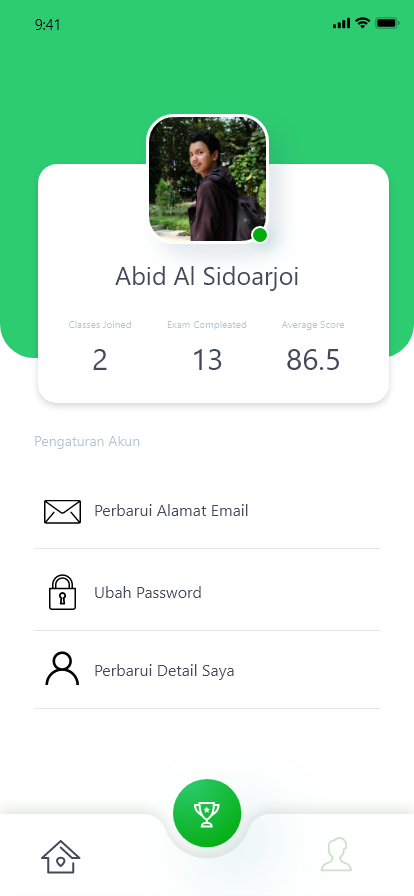 9:41
Abid Al Sidoarjoi
Classes Joined Exam Compleated Average Score
2 13 86.5
Pengaturan Akun
Perbarui Alamat Email
Ubah Password
Perbarui Detail Saya